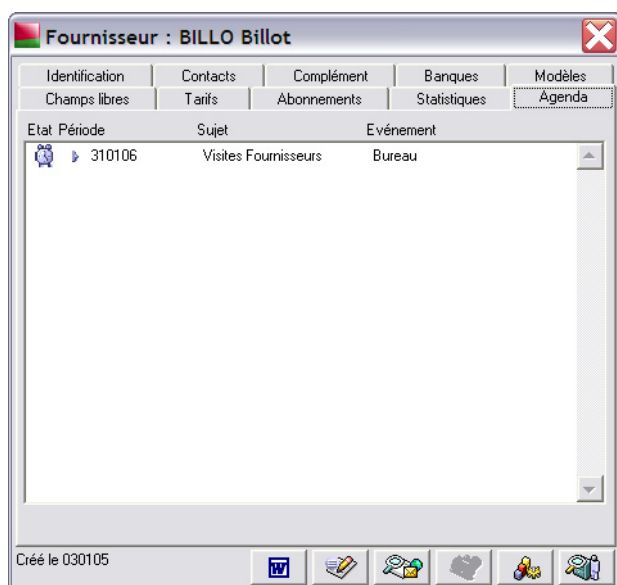 Fournisseur : BILLO Billot
Identification Contacts Complément Banques Modèles
Champs libres Tarifs Abonnements Statistiques Agenda
Etat Période Sujet Evénement
310106 Visites Fournisseurs Bureau
Créé le 030105
W